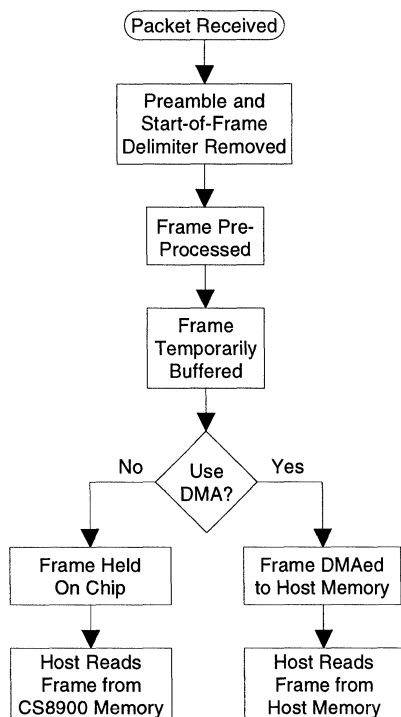 Packet Received
Preamble and
Start-of-Frame
Delimiter Removed
Frame Pre-
Processed
Frame
Temporarily
Buffered
Use
DMA?
No
Yes
Frame Held
On Chip
Frame DMAed
to Host Memory
Host Reads
Frame from
CS8900 Memory
Host Reads
Frame from
Host Memory